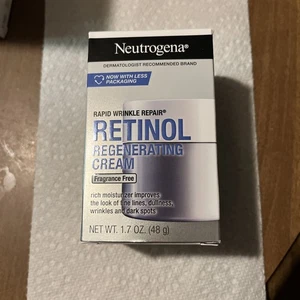 Neutrogena®
DERMATOLOGIST RECOMMENDED BRAND
NOW WITH LESS
PACKAGING
RAPID WRINKLE REPAIR®
RETINOL
REGENERATING
CREAM
Fragrance Free
rich moisturizer improves
the look of fine lines, dullness,
wrinkles and dark spots
NET WT. 1.7 OZ. (48 g)